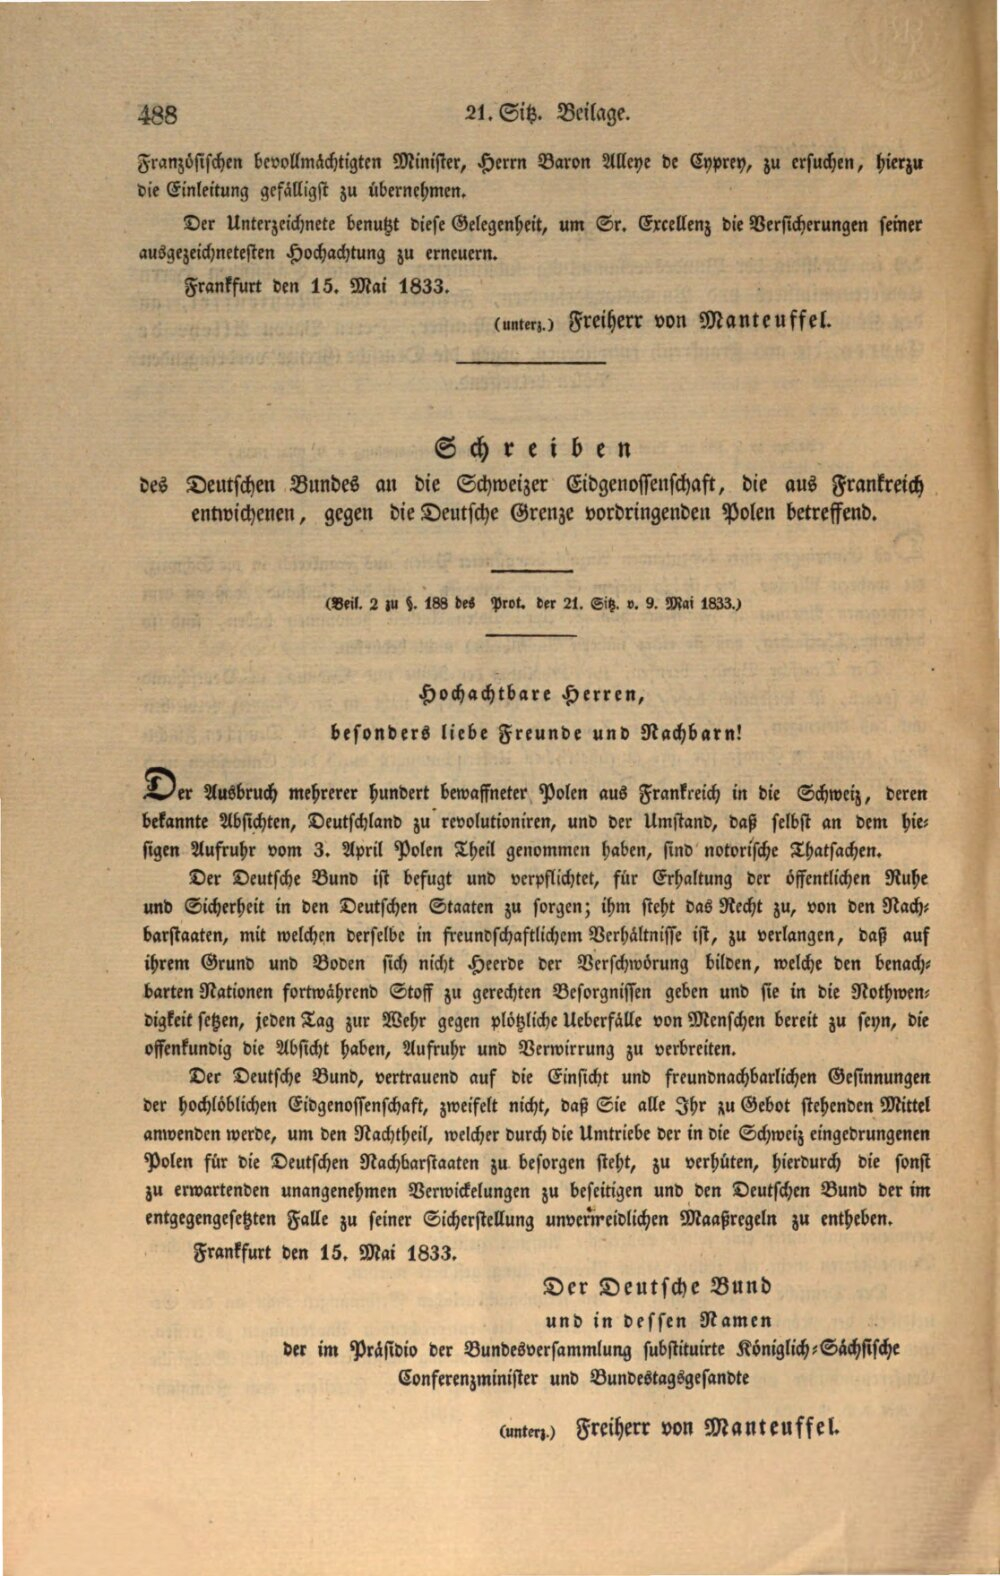 488 21. Sitz. Beilage.
Französischen bevollmächtigten Minister, Herrn Baron Alleye de Cyprey, zu ersuchen, hierzu
die Einleitung gefälligst zu übernehmen.
Der Unterzeichnete benutzt diese Gelegenheit, um Sr. Excellenz die Versicherungen seiner
ausgezeichnetesten Hochachtung zu erneuern.
Frankfurt den 15. Mai 1833.
(unterz.) Freiherr von Manteuffel.
Schreiben
des Deutschen Bundes an die Schweizer Eidgenossenschaft, die aus Frankreich
entwichenen, gegen die Deutsche Grenze vordringenden Polen betreffend.
(Beil. 2 zu §. 188 des Prot. der 21. Sitz. v. 9. Mai 1833.)
Hochachtbare Herren,
besonders liebe Freunde und Nachbarn!
Der Ausbruch mehrerer hundert bewaffneter Polen aus Frankreich in die Schweiz, deren
bekannte Absichten, Deutschland zu revolutioniren, und der Umstand, daß selbst an dem hie-
sigen Aufruhr vom 3. April Polen Theil genommen haben, sind notorische Thatsachen.
Der Deutsche Bund ist befugt und verpflichtet, für Erhaltung der öffentlichen Ruhe
und Sicherheit in den Deutschen Staaten zu sorgen; ihm steht das Recht zu, von den Nach-
barstaaten, mit welchen derselbe in freundschaftlichem Verhältnisse ist, zu verlangen, daß auf
ihrem Grund und Boden sich nicht Heerde der Verschwörung bilden, welche den benach-
barten Nationen fortwährend Stoff zu gerechten Besorgnissen geben und sie in die Nothwen-
digkeit setzen, jeden Tag zur Wehr gegen plötzliche Ueberfälle von Menschen bereit zu seyn, die
offenkundig die Absicht haben, Aufruhr und Verwirrung zu verbreiten.
Der Deutsche Bund, vertrauend auf die Einsicht und freundnachbarlichen Gesinnungen
der hochlöblichen Eidgenossenschaft, zweifelt nicht, daß Sie alle Ihr zu Gebot stehenden Mittel
anwenden werde, um den Nachtheil, welcher durch die Umtriebe der in die Schweiz eingedrungenen
Polen für die Deutschen Nachbarstaaten zu besorgen steht, zu verhüten, hierdurch die sonst
zu erwartenden unangenehmen Verwickelungen zu beseitigen und den Deutschen Bund der im
entgegengesetzten Falle zu seiner Sicherstellung unvermeidlichen Maaßregeln zu entheben.
Frankfurt den 15. Mai 1833.
Der Deutsche Bund
und in dessen Namen
der im Präsidio der Bundesversammlung substituirte Königlich-Sächsische
Conferenzminister und Bundestagsgesandte
(unterz.) Freiherr von Manteuffel.